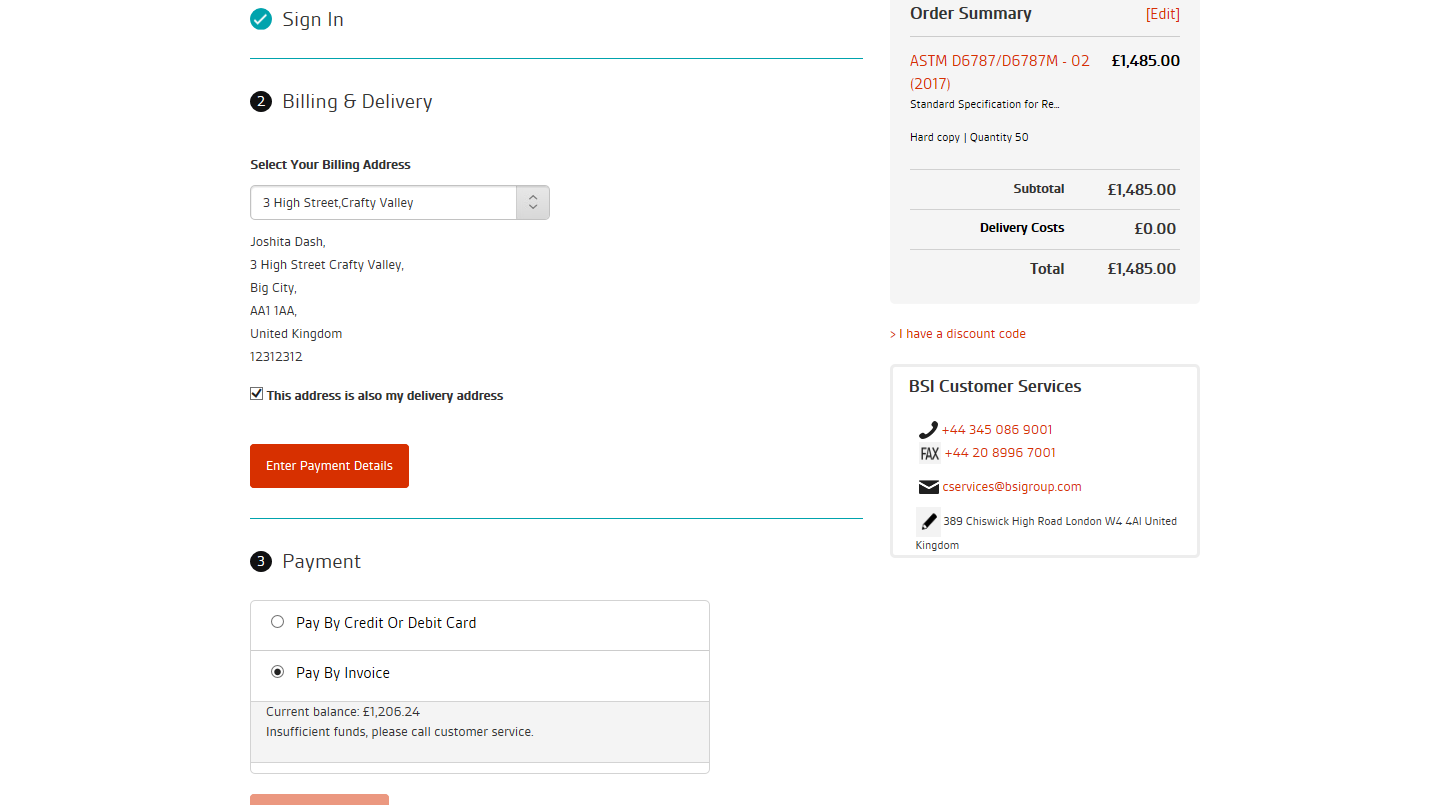 Sign In
2 Billing & Delivery
Select Your Billing Address
3 High Street,Crafty Valley
Joshita Dash,
3 High Street Crafty Valley,
Big City,
AA1 1AA,
United Kingdom
12312312
This address is also my delivery address
Enter Payment Details
3 Payment
Pay By Credit Or Debit Card
Pay By Invoice
Current balance: £1,206.24
Insufficient funds, please call customer service.
Order Summary [Edit]
ASTM D6787/D6787M - 02 £1,485.00
(2017)
Standard Specification for Re...
Hard copy | Quantity 50
Subtotal £1,485.00
Delivery Costs £0.00
Total £1,485.00
> I have a discount code
BSI Customer Services
+44 345 086 9001
FAX +44 20 8996 7001
cservices@bsigroup.com
389 Chiswick High Road London W4 4Al United
Kingdom